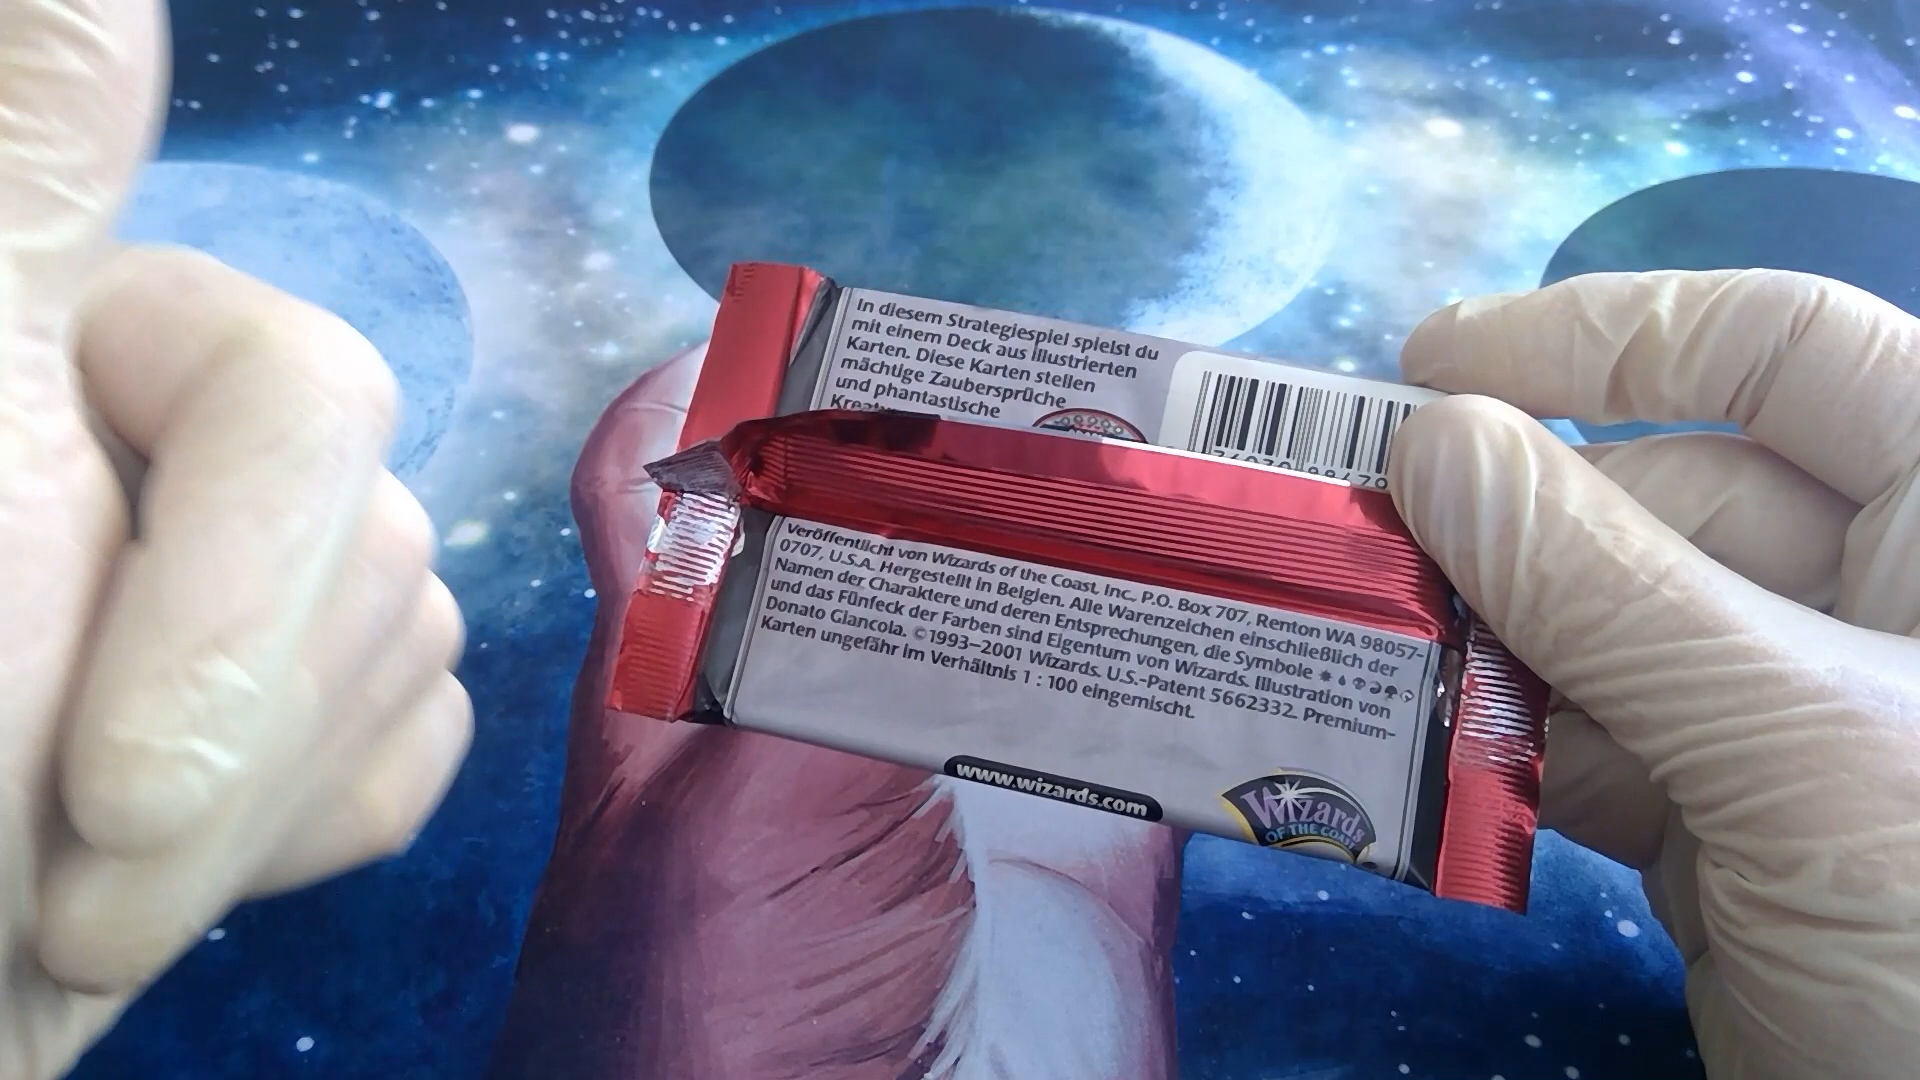 In diesem Strategiespiel spielst du
mit einem Deck aus illustrierten
Karten. Diese Karten stellen
mächtige Zaubersprüche
und phantastische
Veröffentlicht von Wizards of the Coast, Inc., P.O. Box 707, Renton WA 98057-
0707, U.S.A. Hergestellt in Belgien. Alle Warenzeichen einschließlich der
Namen der Charaktere und deren Entsprechungen, die Symbole
und das Fünfeck der Farben sind Eigentum von Wizards. Illustration von
Donato Giancola. ©1993–2001 Wizards. U.S.-Patent 5662332. Premium-
Karten ungefähr im Verhältnis 1 : 100 eingemischt.
www.wizards.com
Wizards
OF THE COAST